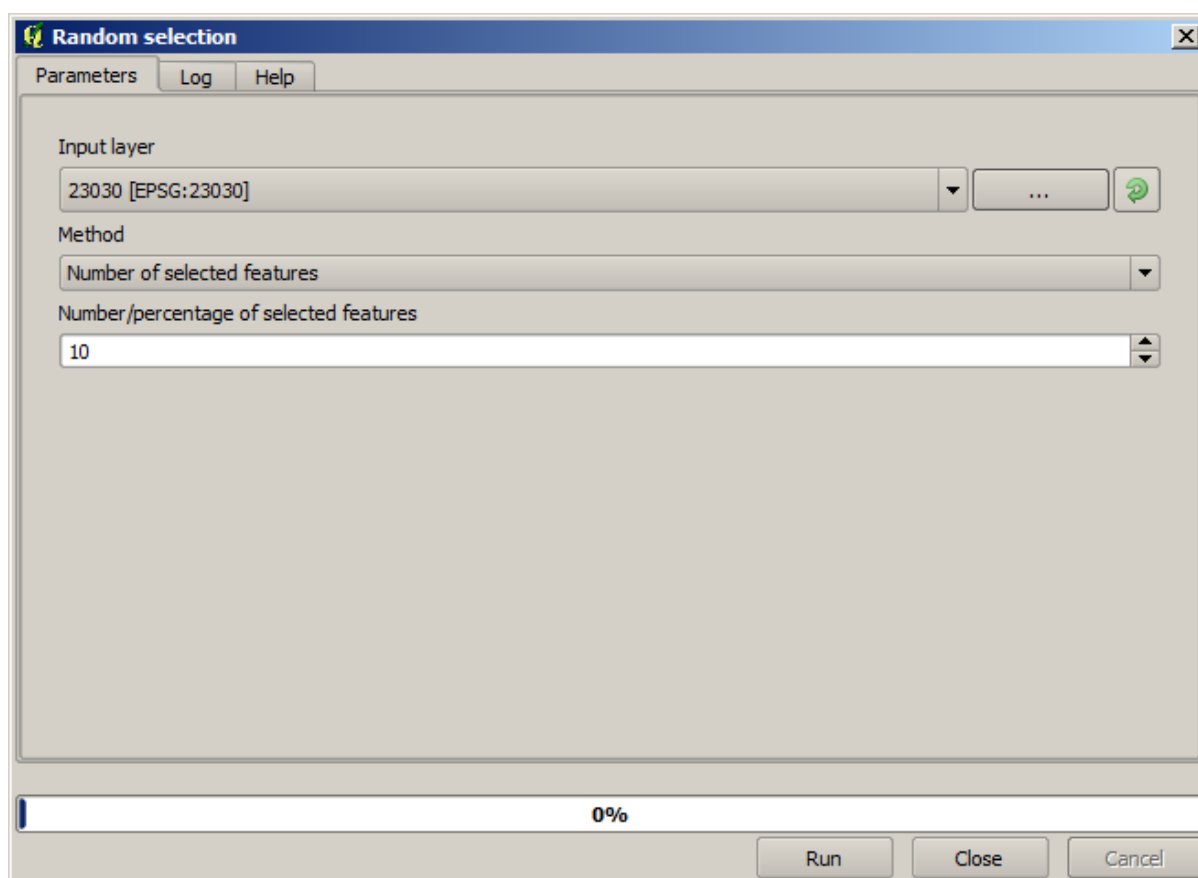 Random selection
Parameters Log Help
Input layer
23030 [EPSG:23030]
...
Method
Number of selected features
Number/percentage of selected features
10
0%
Run Close Cancel